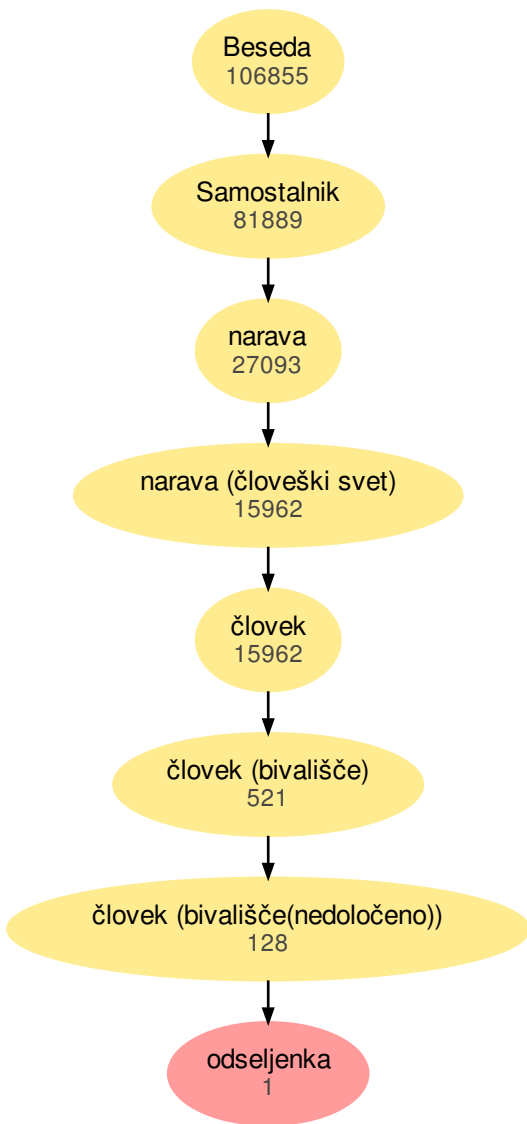 Beseda
106855
Samostalnik
81889
narava
27093
narava (človeški svet)
15962
človek
15962
človek (bivališče)
521
človek (bivališče(nedoločeno))
128
odseljenka
1